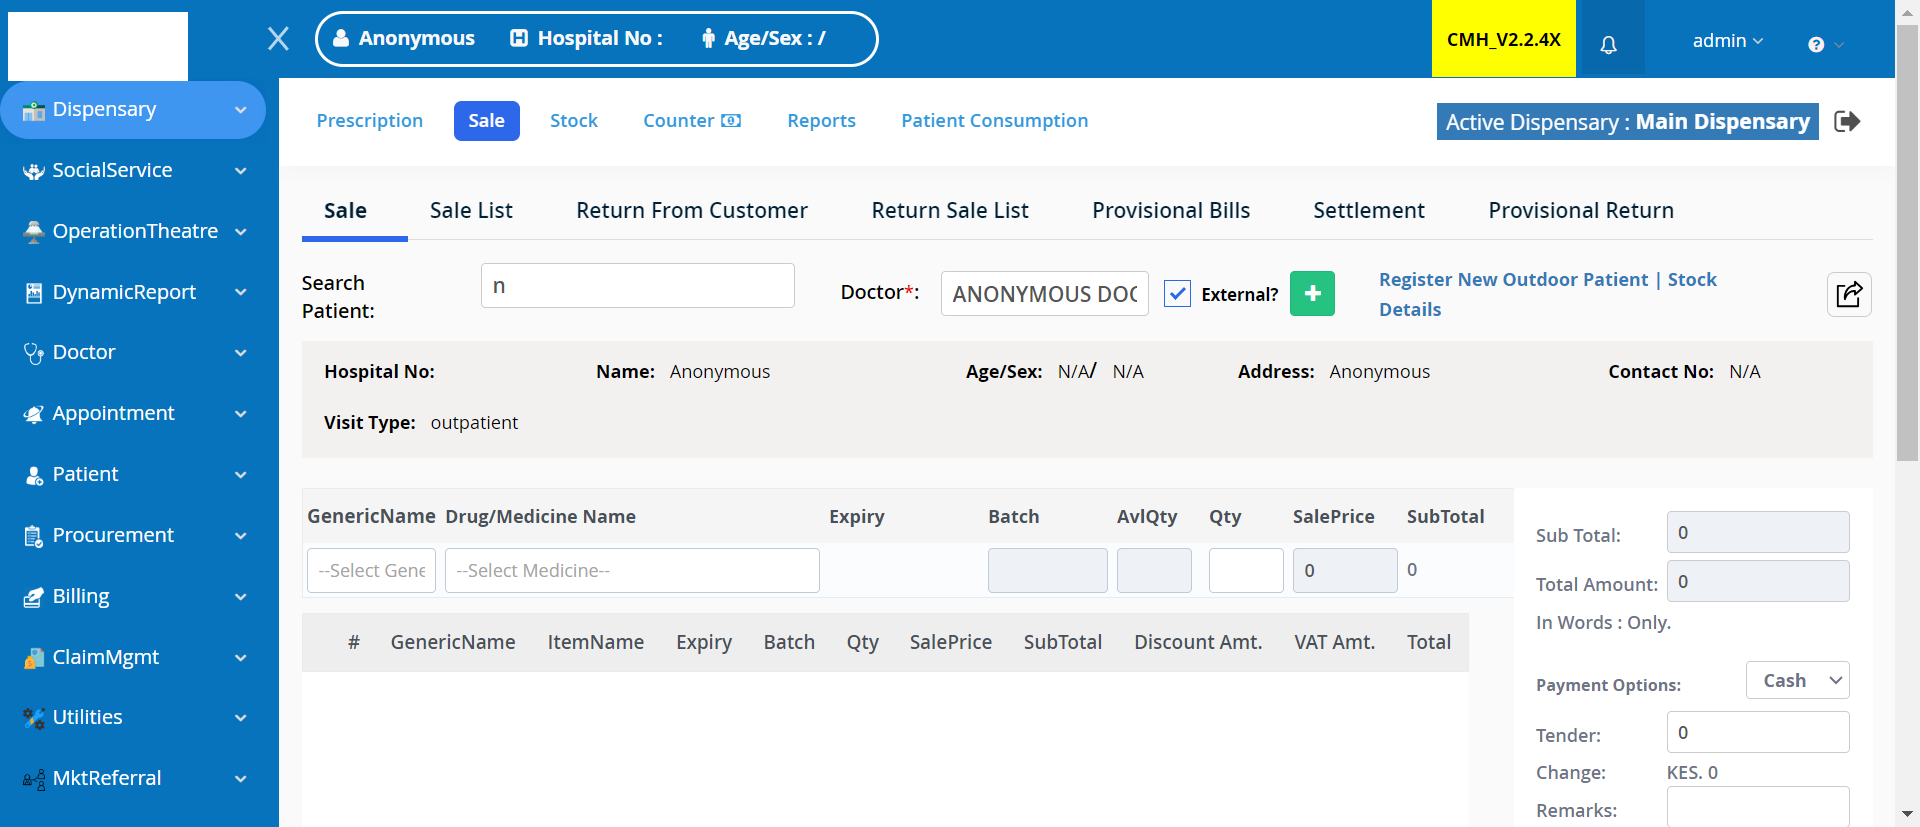 Anonymous Hospital No : Age/Sex : /
CMH_V2.2.4X
admin
Dispensary
SocialService
OperationTheatre
DynamicReport
Doctor
Appointment
Patient
Procurement
Billing
ClaimMgmt
Utilities
MktReferral
Prescription Sale Stock Counter Reports Patient Consumption
Active Dispensary : Main Dispensary
Sale Sale List Return From Customer Return Sale List Provisional Bills Settlement Provisional Return
Search
Patient:
n
Doctor*:
ANONYMOUS DOC
External?
+
Register New Outdoor Patient | Stock
Details
Hospital No: Name: Anonymous Age/Sex: N/A/ N/A Address: Anonymous Contact No: N/A
Visit Type: outpatient
GenericName Drug/Medicine Name Expiry Batch AvlQty Qty SalePrice SubTotal
--Select Gene --Select Medicine-- 0 0
# GenericName ItemName Expiry Batch Qty SalePrice SubTotal Discount Amt. VAT Amt. Total
Sub Total: 0
Total Amount: 0
In Words : Only.
Payment Options: Cash
Tender: 0
Change: KES. 0
Remarks: